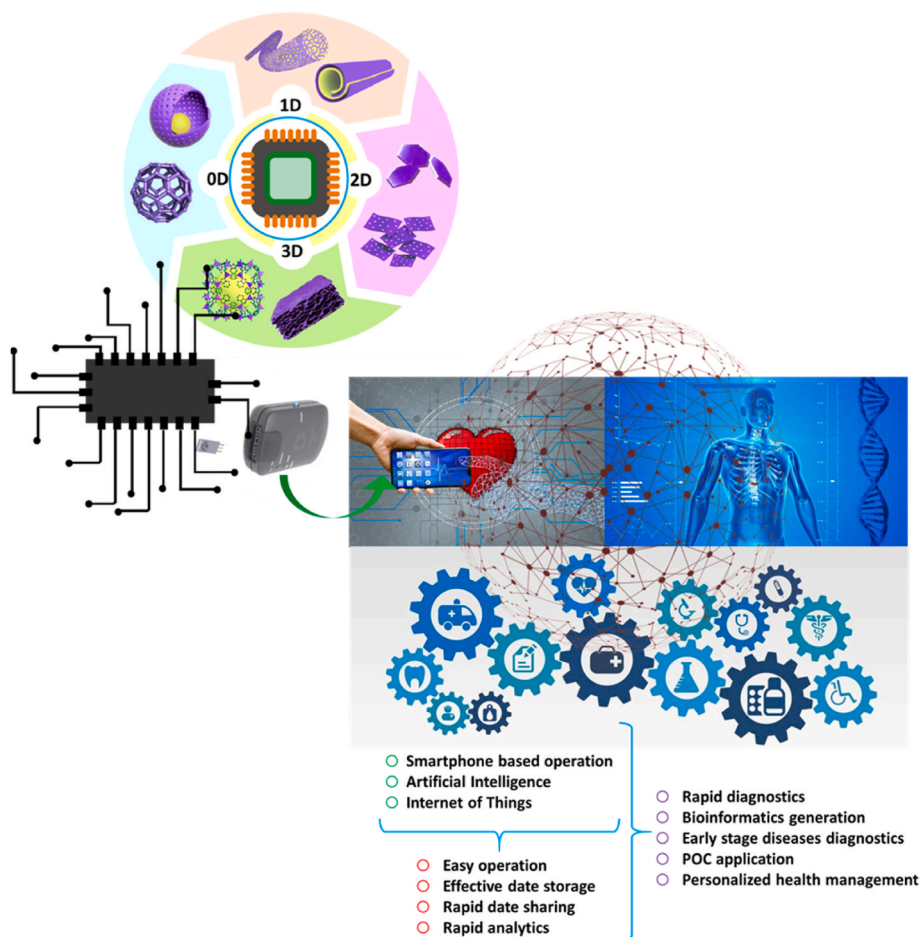 1D
0D
2D
3D
Smartphone based operation
Artificial Intelligence
Internet of Things
Easy operation
Effective date storage
Rapid date sharing
Rapid analytics
Rapid diagnostics
Bioinformatics generation
Early stage diseases diagnostics
POC application
Personalized health management